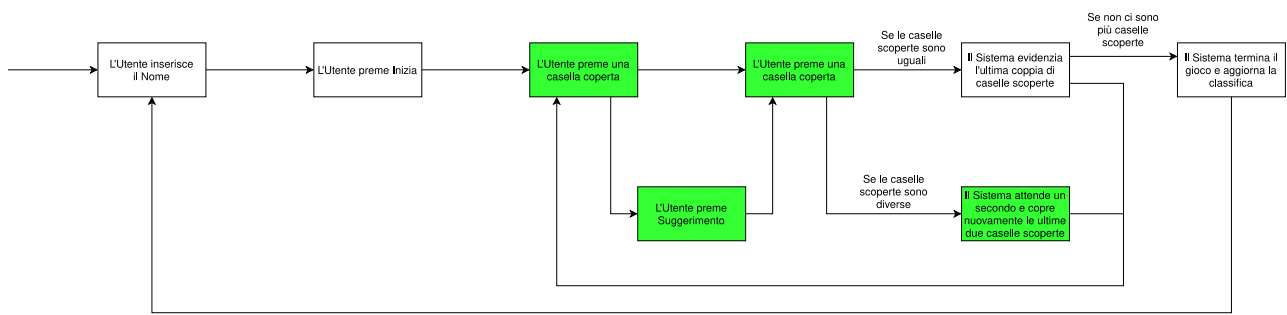 L'Utente inserisce
il Nome
L'Utente preme Inizia
L'Utente preme una
casella coperta
L'Utente preme una
casella coperta
Se le caselle
scoperte sono
uguali
Il Sistema evidenzia
l'ultima coppia di
caselle scoperte
Se non ci sono
più caselle
scoperte
Il Sistema termina il
gioco e aggiorna la
classifica
L'Utente preme
Suggerimento
Se le caselle
scoperte sono
diverse
Il Sistema attende un
secondo e copre
nuovamente le ultime
due caselle scoperte